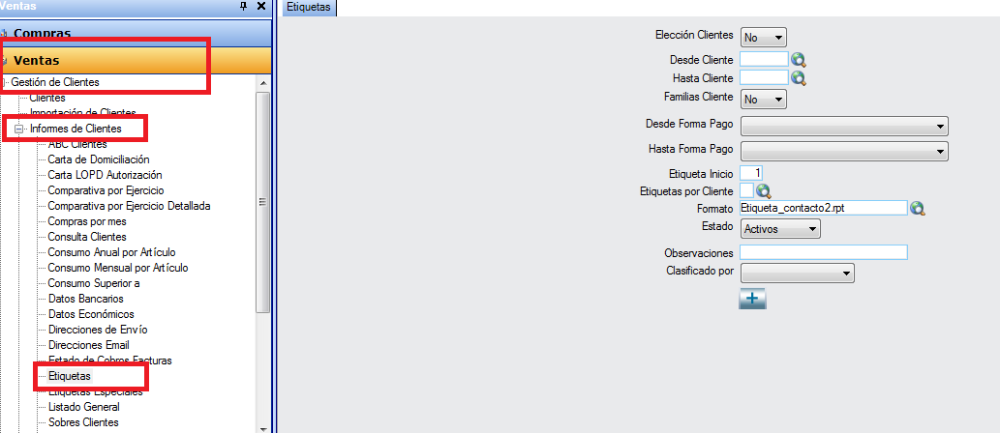 Ventas
Compras
Ventas
Gestión de Clientes
Clientes
Importación de Clientes
Informes de Clientes
ABC Clientes
Carta de Domiciliación
Carta LOPD Autorización
Comparativa por Ejercicio
Comparativa por Ejercicio Detallada
Compras por mes
Consulta Clientes
Consumo Anual por Artículo
Consumo Mensual por Artículo
Consumo Superior a
Datos Bancarios
Datos Económicos
Direcciones de Envío
Direcciones Email
Estado de Cobros Facturas
Etiquetas
Etiquetas Especiales
Listado General
Sobres Clientes
Etiquetas
Elección Clientes No
Desde Cliente
Hasta Cliente
Familias Cliente No
Desde Forma Pago
Hasta Forma Pago
Etiqueta Inicio 1
Etiquetas por Cliente
Formato Etiqueta_contacto2.rpt
Estado Activos
Observaciones
Clasificado por